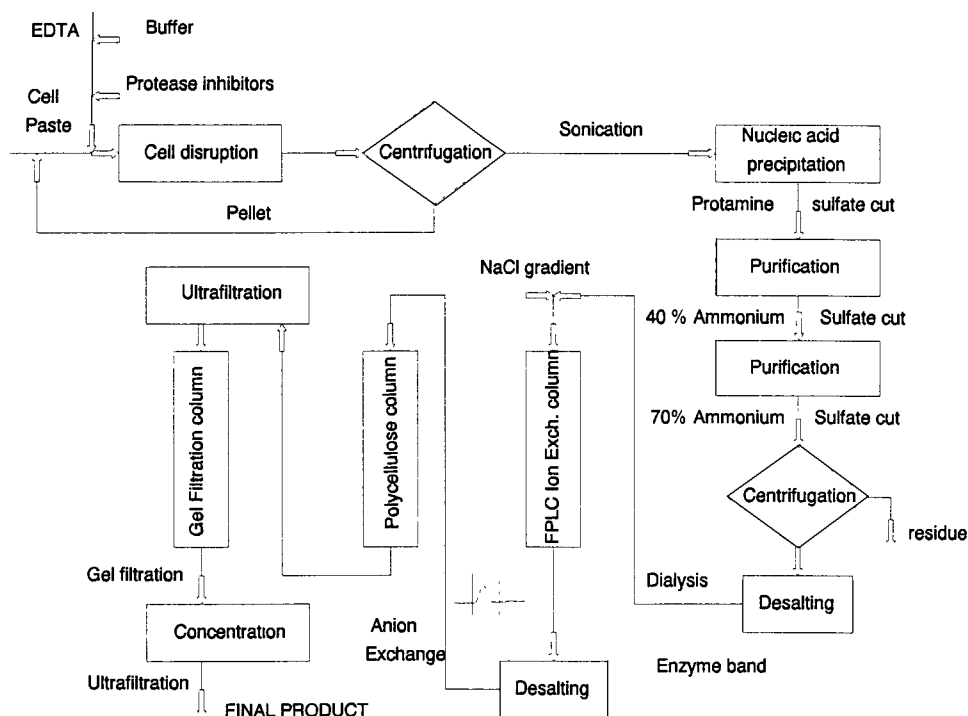 EDTA
Buffer
Protease inhibitors
Cell
Paste
Cell disruption
Centrifugation
Sonication
Nucleic acid
precipitation
Pellet
Protamine sulfate cut
Purification
40 % Ammonium Sulfate cut
Purification
70% Ammonium Sulfate cut
Centrifugation
residue
Desalting
Dialysis
Enzyme band
NaCl gradient
FPLC Ion Exch. column
Desalting
Anion
Exchange
Polycellulose column
Ultrafiltration
Gel Filtration column
Gel filtration
Concentration
Ultrafiltration
FINAL PRODUCT